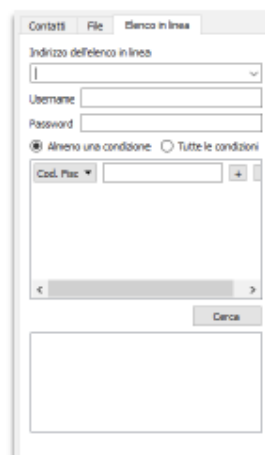 Contatti File Elenco in linea
Indirizzo dell'elenco in linea
Username
Password
Almeno una condizione Tutte le condizioni
Cod. Fisc +
Cerca